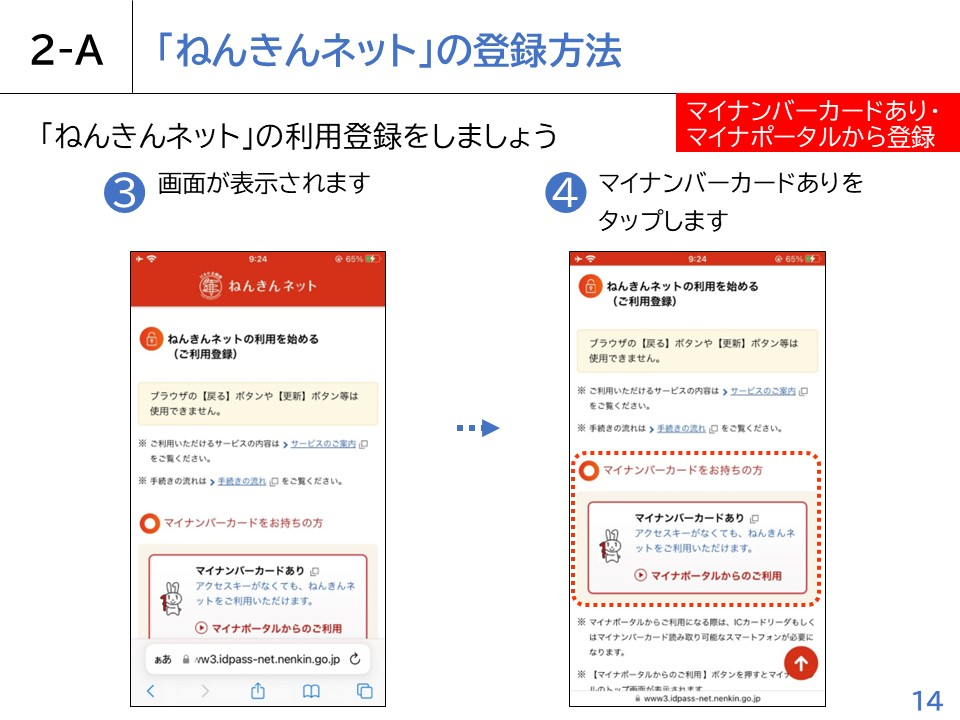 2-A
「ねんきんネット」の登録方法
マイナンバーカードあり・
マイナポータルから登録
「ねんきんネット」の利用登録をしましょう
3 画面が表示されます
9:24
65%
ねんきんネット
ねんきんネットの利用を始める
（ご利用登録）
ブラウザの【戻る】ボタンや【更新】ボタン等は
使用できません。
※ ご利用いただけるサービスの内容は サービスのご案内
をご覧ください。
※ 手続きの流れは 手続きの流れ をご覧ください。
マイナンバーカードをお持ちの方
マイナンバーカードあり
アクセスキーがなくても、ねんきんネ
ットをご利用いただけます。
マイナポータルからのご利用
ぁあ
ww3.idpass-net.nenkin.go.jp
4 マイナンバーカードありを
タップします
9:24
65%
ねんきんネットの利用を始める
（ご利用登録）
ブラウザの【戻る】ボタンや【更新】ボタン等は
使用できません。
※ ご利用いただけるサービスの内容は サービスのご案内
をご覧ください。
※ 手続きの流れは 手続きの流れ をご覧ください。
マイナンバーカードをお持ちの方
マイナンバーカードあり
アクセスキーがなくても、ねんきんネ
ットをご利用いただけます。
マイナポータルからのご利用
※ マイナポータルからご利用になる際は、ICカードリーダもしく
はマイナンバーカード読み取り可能なスマートフォンが必要に
なります。
※ 【マイナポータルからのご利用】ボタンを押すとマイ
ルのトップ画面が表示されます
www3.idpass-net.nenkin.go.jp
14